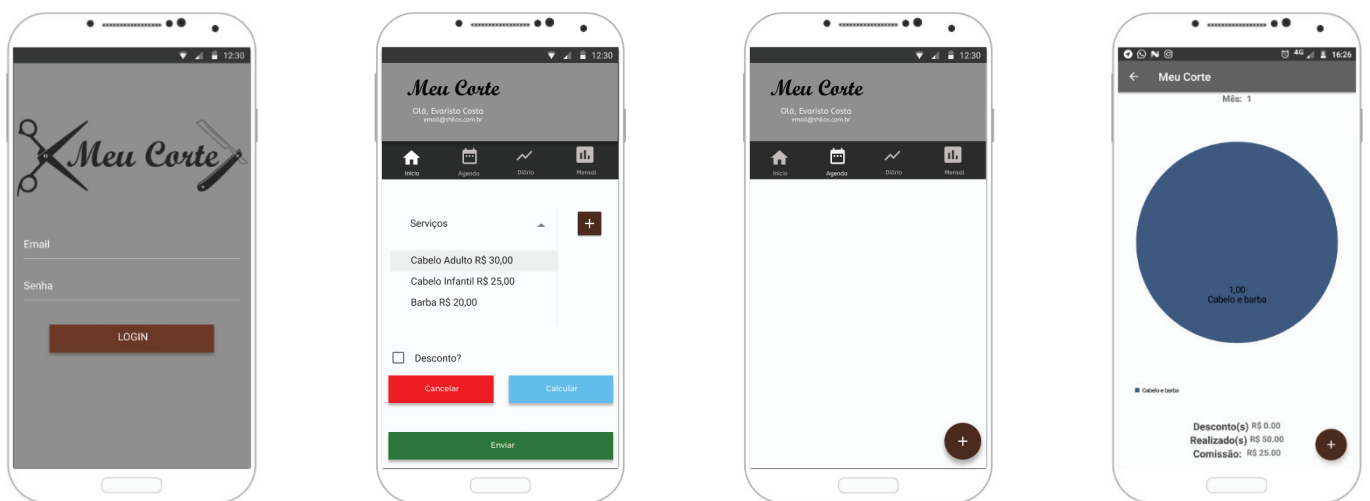 12:30
Meu Corte
Email
Senha
LOGIN
12:30
Meu Corte
Olá, Evaristo Costa
email@shlios.com.br
Início Agenda Diário Mensal
Serviços
+
Cabelo Adulto R$ 30,00
Cabelo Infantil R$ 25,00
Barba R$ 20,00
Desconto?
Cancelar Calcular
Enviar
12:30
Meu Corte
Olá, Evaristo Costa
email@shlios.com.br
Início Agenda Diário Mensal
+
4G 16:26
Meu Corte
Mês: 1
1,00
Cabelo e barba
Cabelo e barba
Desconto(s) R$ 0.00
Realizado(s) R$ 50.00
Comissão: R$ 25.00
+